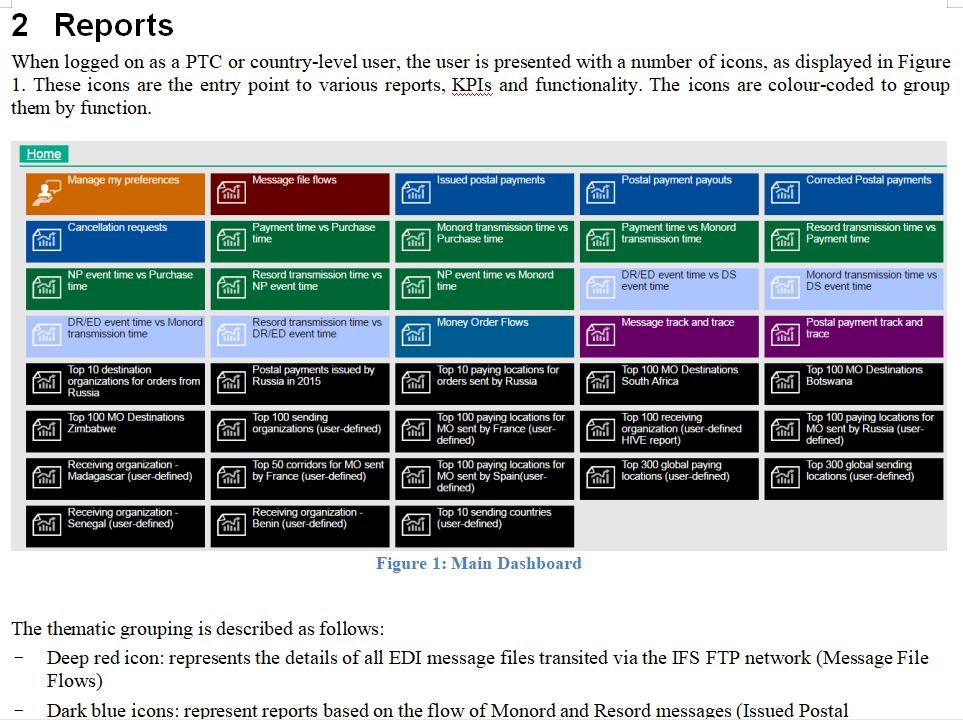 2 Reports
When logged on as a PTC or country-level user, the user is presented with a number of icons, as displayed in Figure
1. These icons are the entry point to various reports, KPIs and functionality. The icons are colour-coded to group
them by function.
Home
Manage my preferences
Message file flows
Issued postal payments
Postal payment payouts
Corrected Postal payments
Cancellation requests
Payment time vs Purchase
time
Monord transmission time vs
Purchase time
Payment time vs Monord
transmission time
Resord transmission time vs
Payment time
NP event time vs Purchase
time
Resord transmission time vs
NP event time
NP event time vs Monord
time
DR/ED event time vs DS
event time
Monord transmission time vs
DS event time
DR/ED event time vs Monord
transmission time
Resord transmission time vs
DR/ED event time
Money Order Flows
Message track and trace
Postal payment track and
trace
Top 10 destination
organizations for orders from
Russia
Postal payments issued by
Russia in 2015
Top 10 paying locations for
orders sent by Russia
Top 100 MO Destinations
South Africa
Top 100 MO Destinations
Botswana
Top 100 MO Destinations
Zimbabwe
Top 100 sending
organizations (user-defined)
Top 100 paying locations for
MO sent by France (user-
defined)
Top 100 receiving
organization (user-defined
HIVE report)
Top 100 paying locations for
MO sent by Russia (user-
defined)
Receiving organization -
Madagascar (user-defined)
Top 50 corridors for MO sent
by France (user-defined)
Top 100 paying locations for
MO sent by Spain(user-
defined)
Top 300 global paying
locations (user-defined)
Top 300 global sending
locations (user-defined)
Receiving organization -
Senegal (user-defined)
Receiving organization -
Benin (user-defined)
Top 10 sending countries
(user-defined)
Figure 1: Main Dashboard
The thematic grouping is described as follows:
– Deep red icon: represents the details of all EDI message files transited via the IFS FTP network (Message File
Flows)
– Dark blue icons: represent reports based on the flow of Monord and Resord messages (Issued Postal